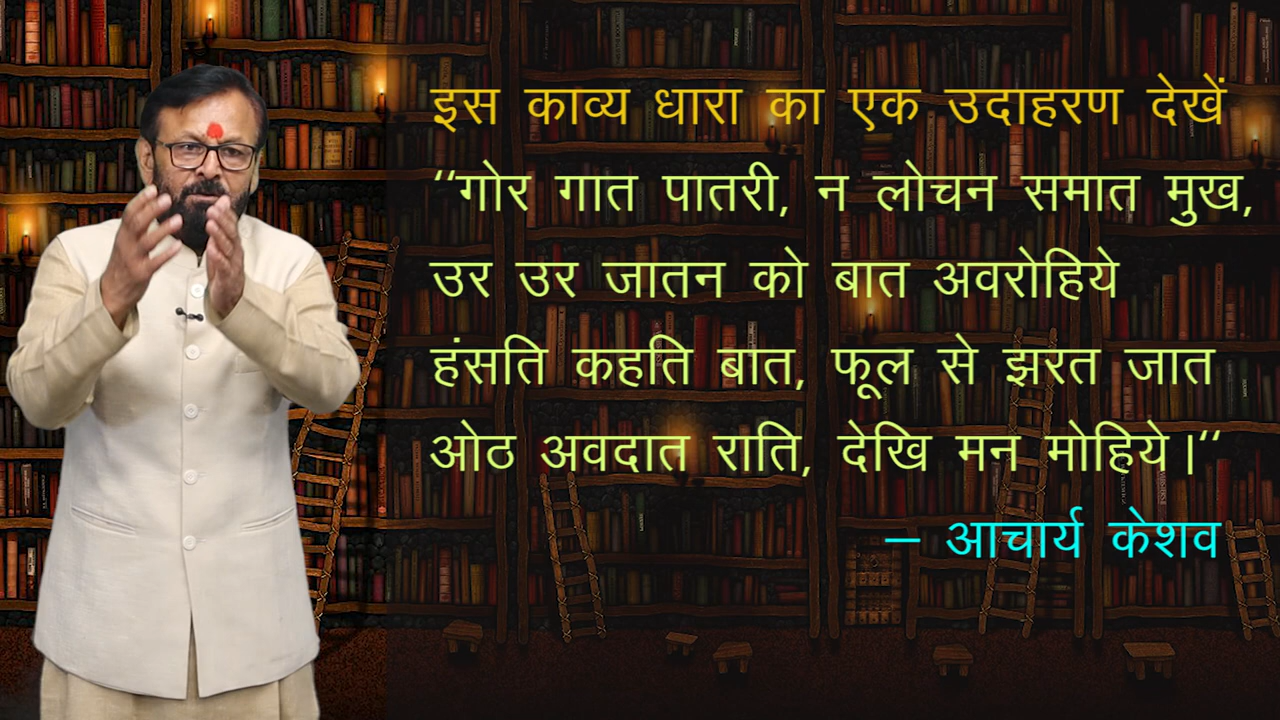 इस काव्य धारा का एक उदाहरण देखें
“गोर गात पातरी, न लोचन समात मुख,
उर उर जातन को बात अवरोहिये
हंसति कहति बात, फूल से झरत जात
ओठ अवदात राति, देखि मन मोहिये।“
– आचार्य केशव